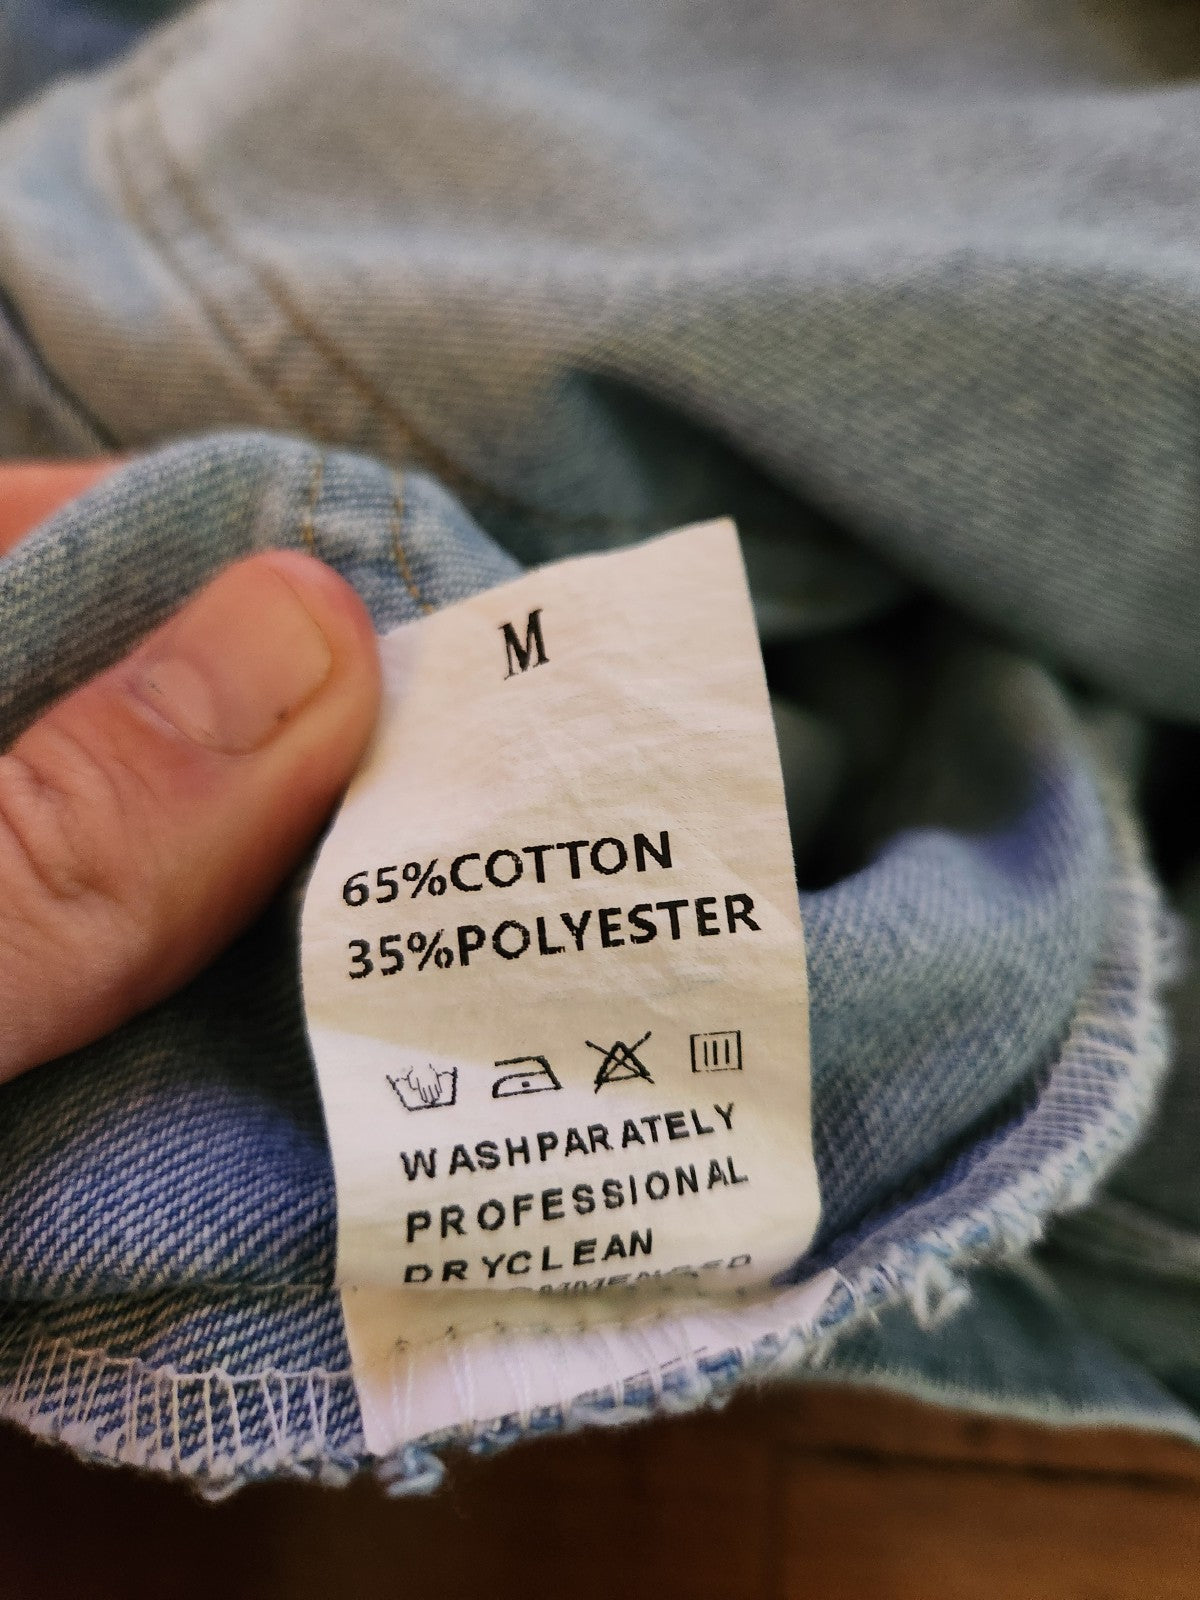 M
65%COTTON
35%POLYESTER
WASHPARATELY
PROFESSIONAL
DRYCLEAN